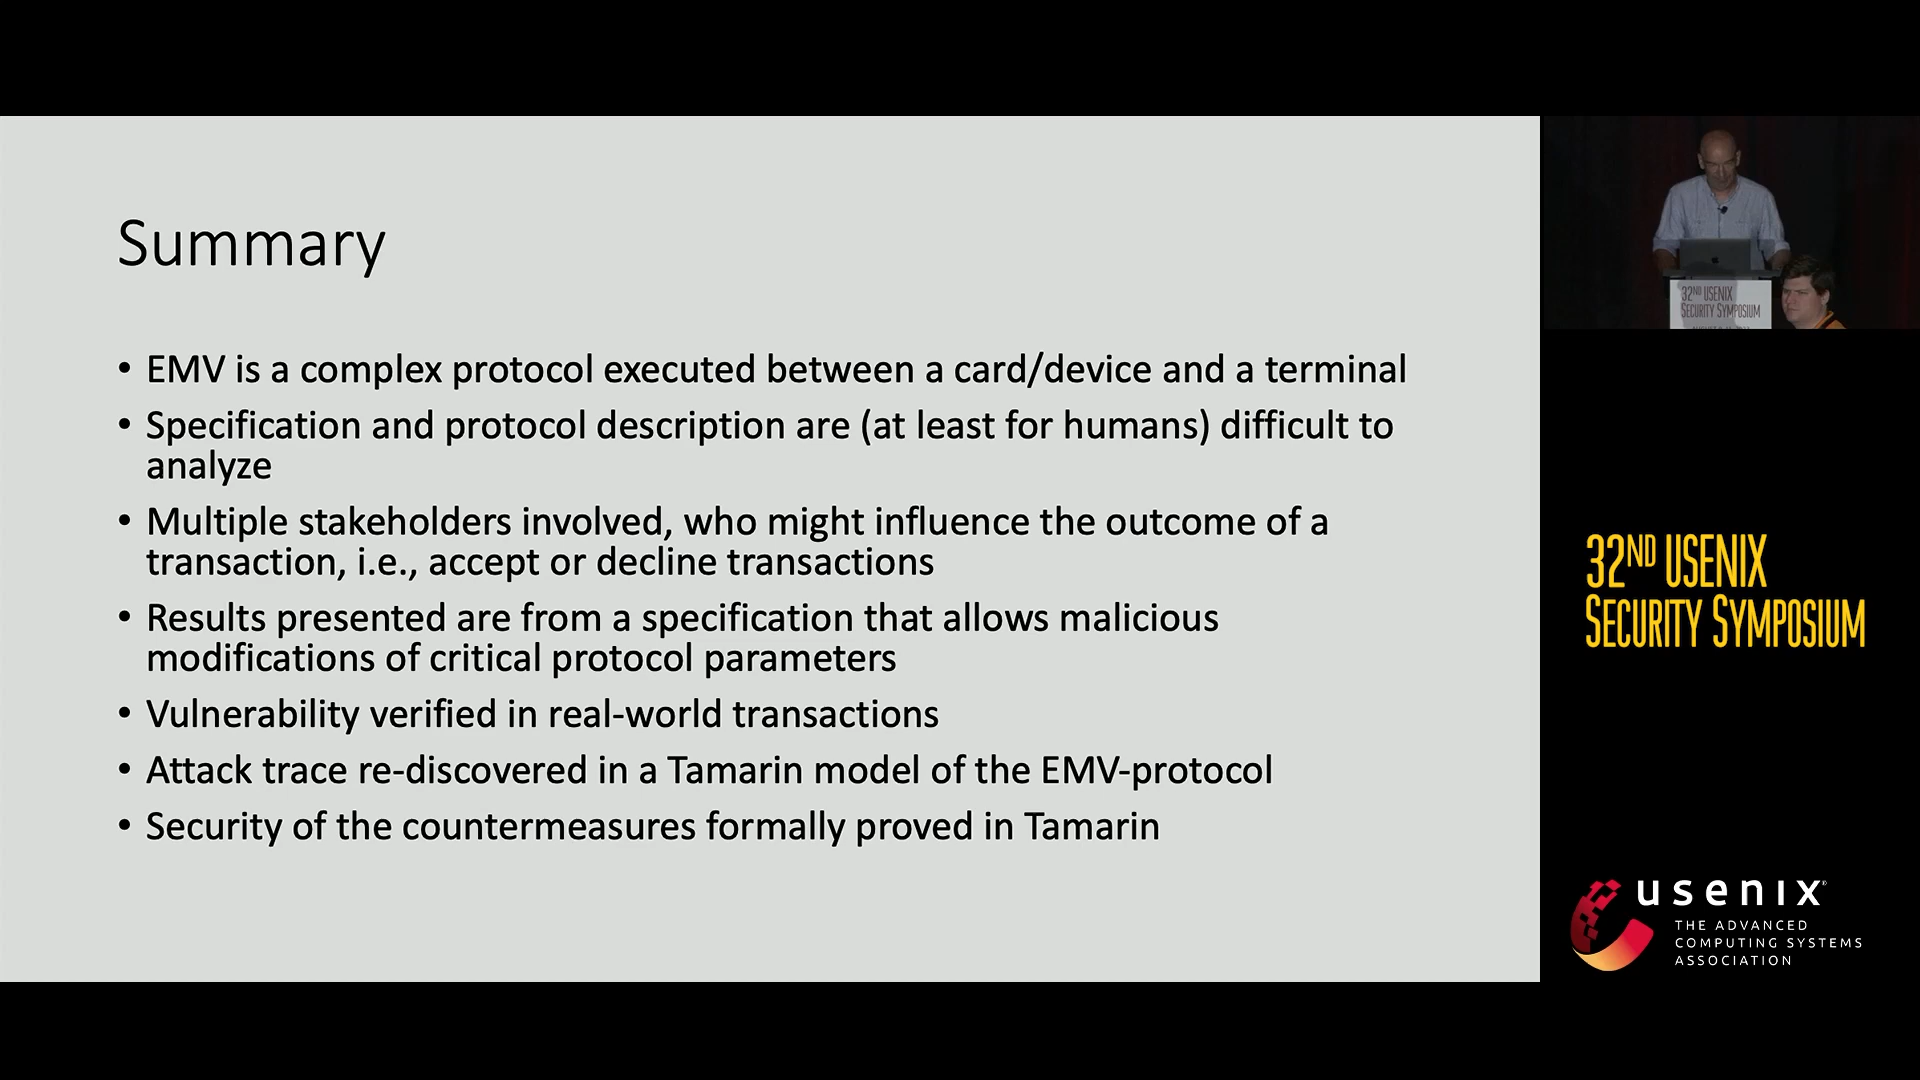 Summary
• EMV is a complex protocol executed between a card/device and a terminal
• Specification and protocol description are (at least for humans) difficult to
analyze
• Multiple stakeholders involved, who might influence the outcome of a
transaction, i.e., accept or decline transactions
• Results presented are from a specification that allows malicious
modifications of critical protocol parameters
• Vulnerability verified in real-world transactions
• Attack trace re-discovered in a Tamarin model of the EMV-protocol
• Security of the countermeasures formally proved in Tamarin
32ND USENIX
SECURITY SYMPOSIUM
32ND USENIX
SECURITY SYMPOSIUM
usenix
THE ADVANCED
COMPUTING SYSTEMS
ASSOCIATION